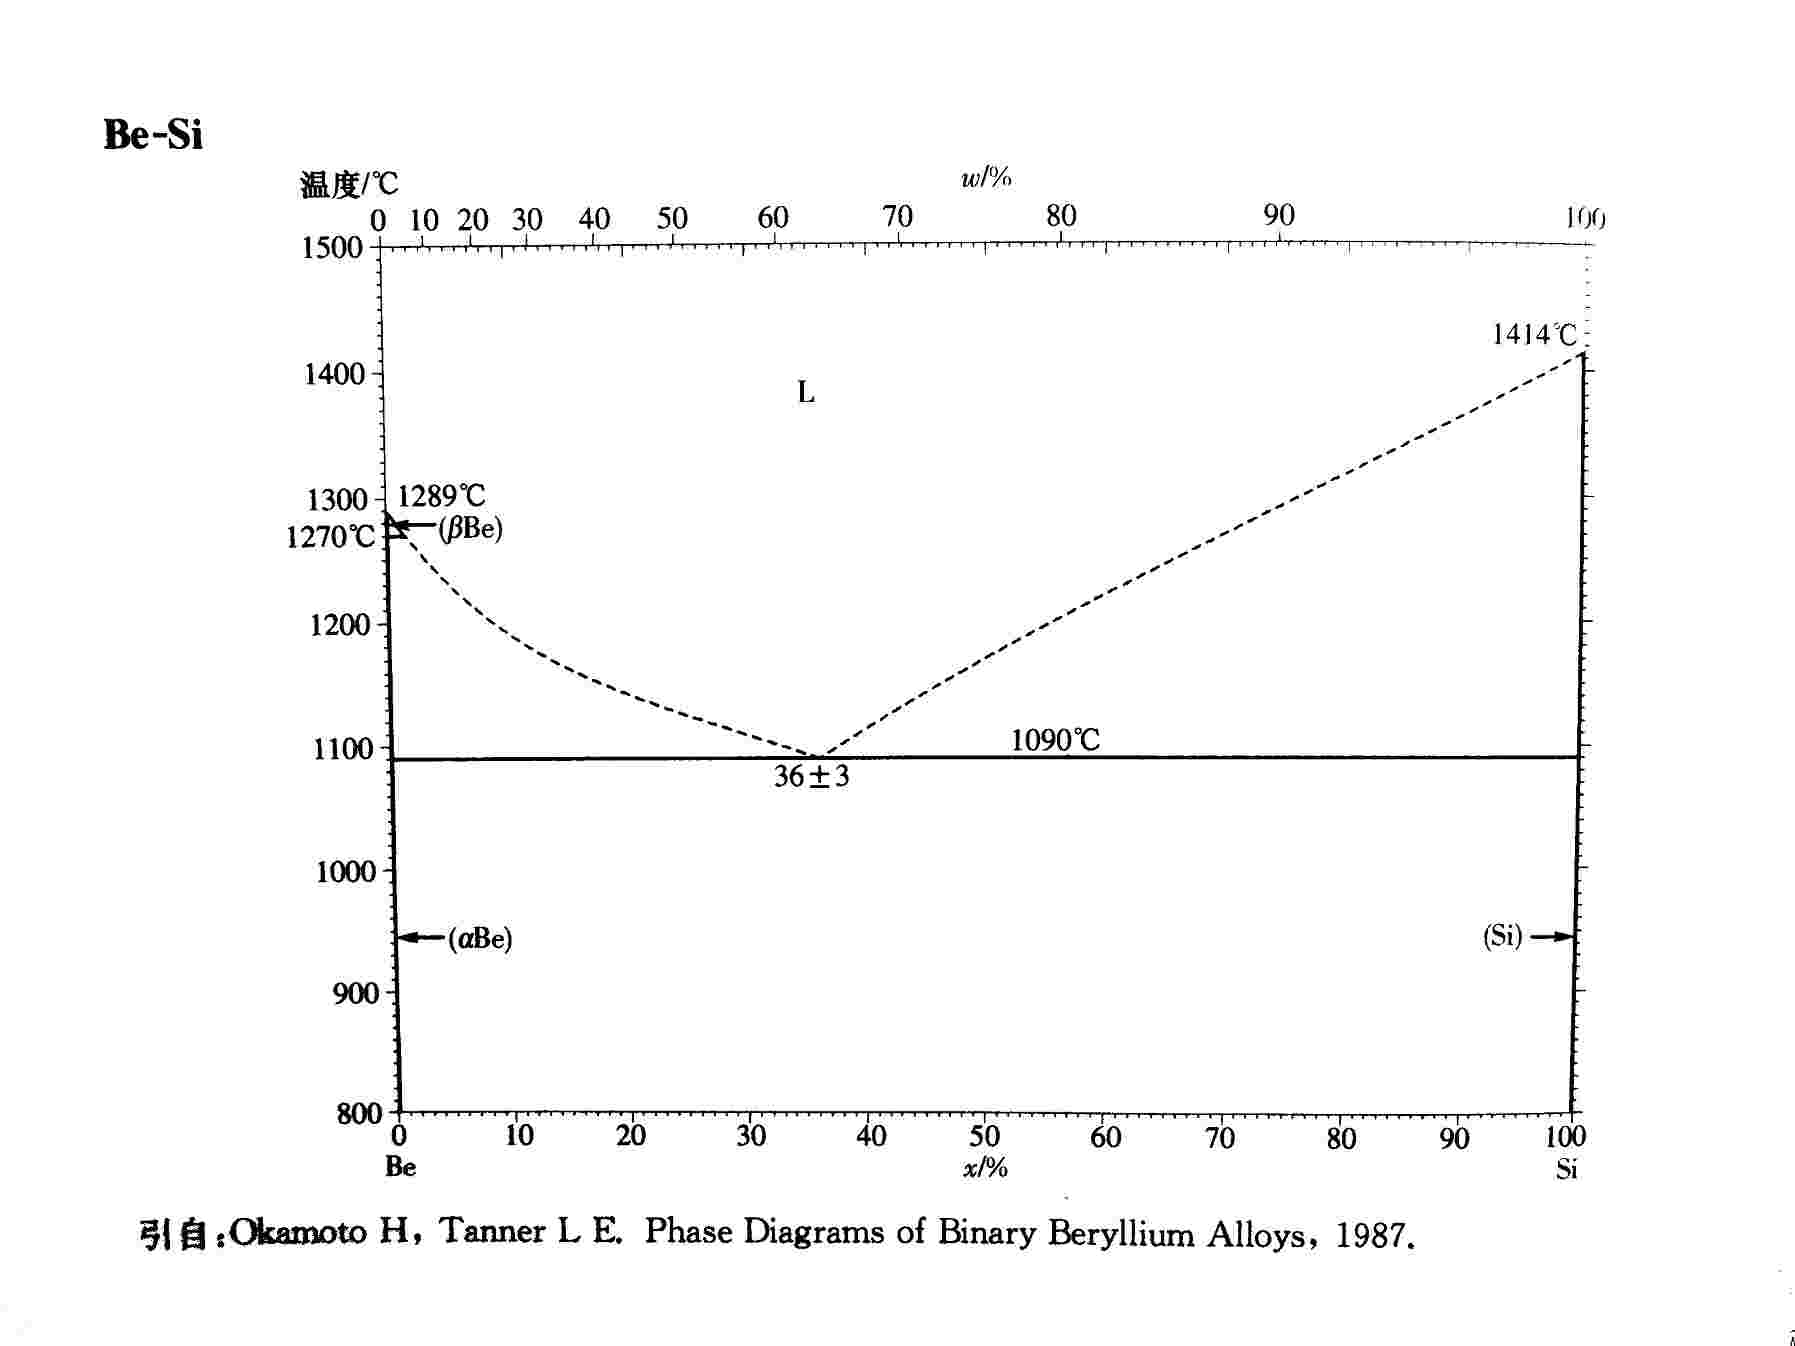 Be-Si
温度/℃
w/%
0 10 20 30 40 50 60 70 80 90 100
1500
1414℃
1400
L
1300
1289℃
(βBe)
1270℃
1200
1100
1090℃
36±3
1000
(αBe)
(Si)
900
800
0 10 20 30 40 50 60 70 80 90 100
Be
x/%
Si
引自:Okamoto H, Tanner L E. Phase Diagrams of Binary Beryllium Alloys, 1987.